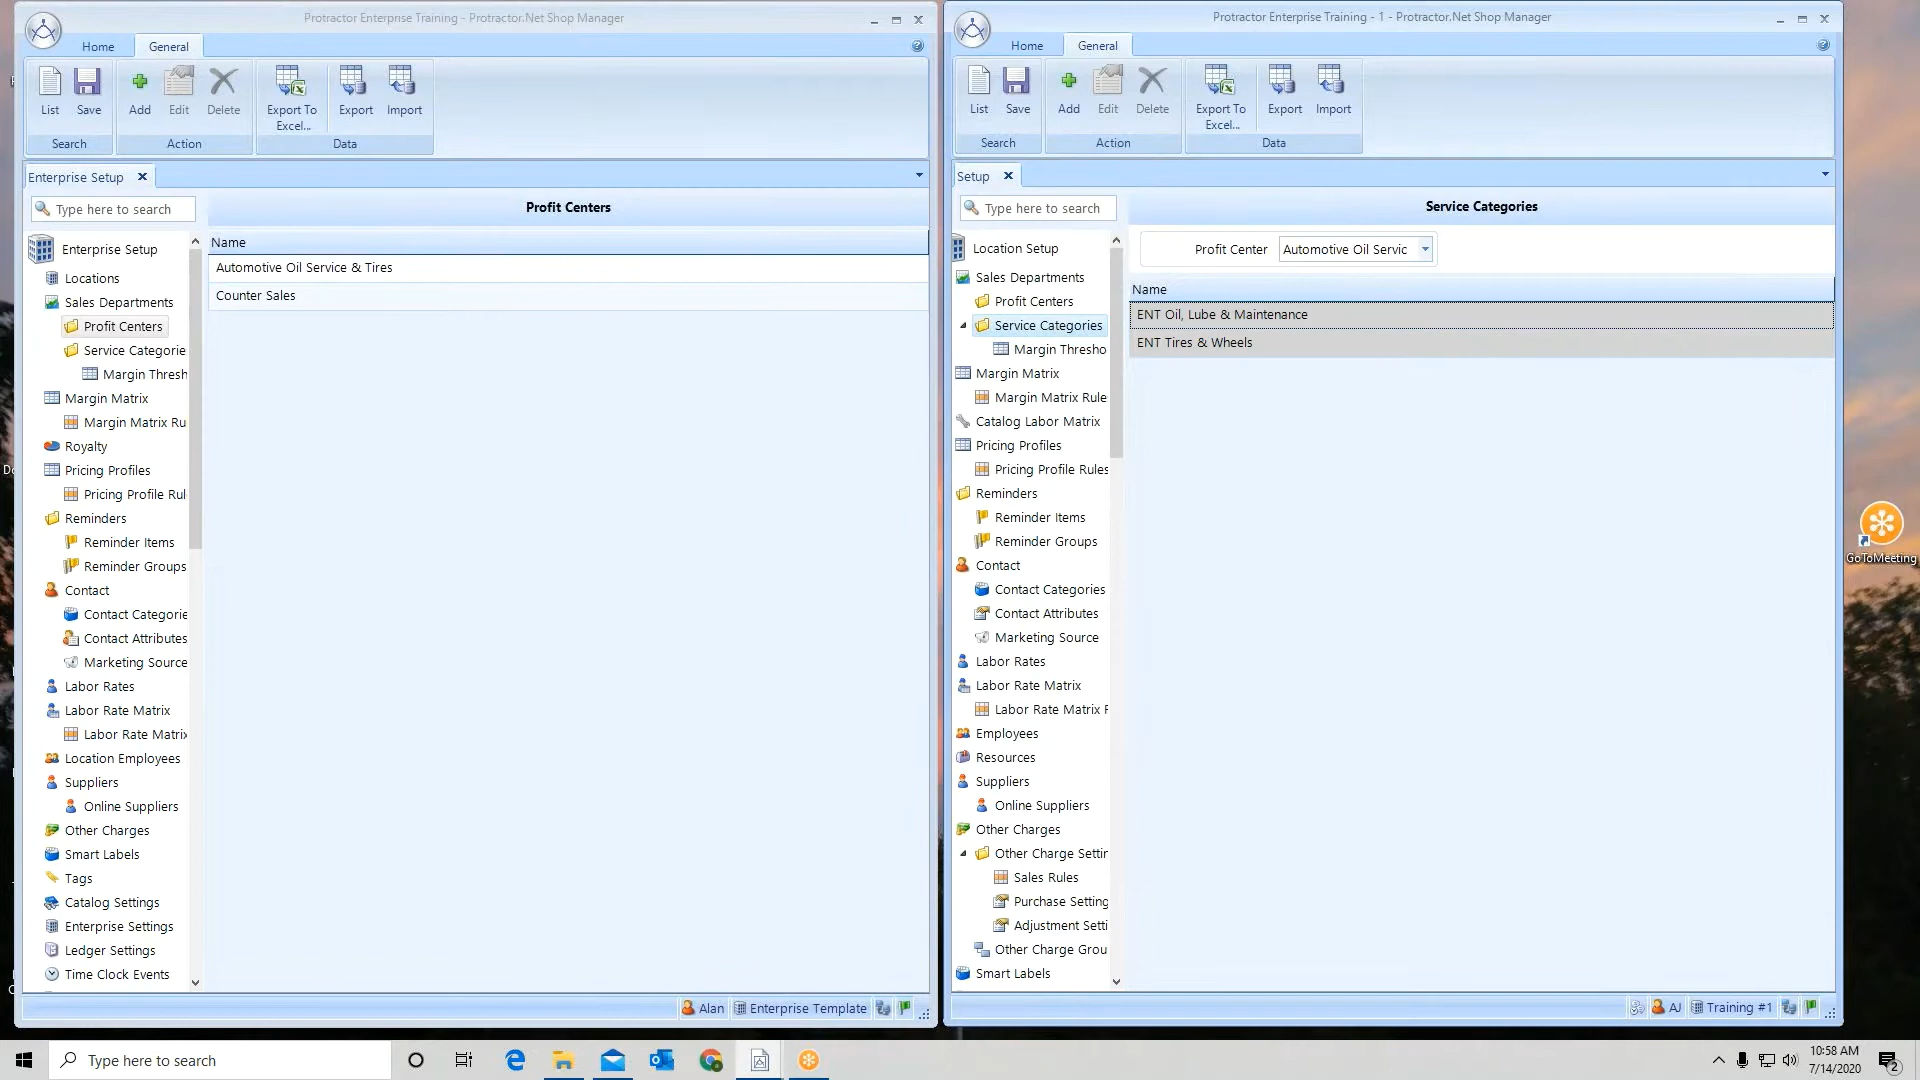 Protractor Enterprise Training - Protractor.Net Shop Manager
Home
General
List
Save
Add
Edit
Delete
Export To
Excel...
Export
Import
Search
Action
Data
Enterprise Setup
Type here to search
Enterprise Setup
Locations
Sales Departments
Profit Centers
Service Categorie
Margin Thresh
Margin Matrix
Margin Matrix Ru
Royalty
Pricing Profiles
Pricing Profile Rul
Reminders
Reminder Items
Reminder Groups
Contact
Contact Categorie
Contact Attributes
Marketing Source
Labor Rates
Labor Rate Matrix
Labor Rate Matrix
Location Employees
Suppliers
Online Suppliers
Other Charges
Smart Labels
Tags
Catalog Settings
Enterprise Settings
Ledger Settings
Time Clock Events
Profit Centers
Name
Automotive Oil Service & Tires
Counter Sales
Alan
Enterprise Template
Protractor Enterprise Training - 1 - Protractor.Net Shop Manager
Home
General
List
Save
Add
Edit
Delete
Export To
Excel...
Export
Import
Search
Action
Data
Setup
Type here to search
Location Setup
Sales Departments
Profit Centers
Service Categories
Margin Thresho
Margin Matrix
Margin Matrix Rule
Catalog Labor Matrix
Pricing Profiles
Pricing Profile Rules
Reminders
Reminder Items
Reminder Groups
Contact
Contact Categories
Contact Attributes
Marketing Source
Labor Rates
Labor Rate Matrix
Labor Rate Matrix R
Employees
Resources
Suppliers
Online Suppliers
Other Charges
Other Charge Settin
Sales Rules
Purchase Setting
Adjustment Setti
Other Charge Grou
Smart Labels
Service Categories
Profit Center
Automotive Oil Servic
Name
ENT Oil, Lube & Maintenance
ENT Tires & Wheels
AJ
Training #1
GoToMeeting
Type here to search
10:58 AM
7/14/2020
2